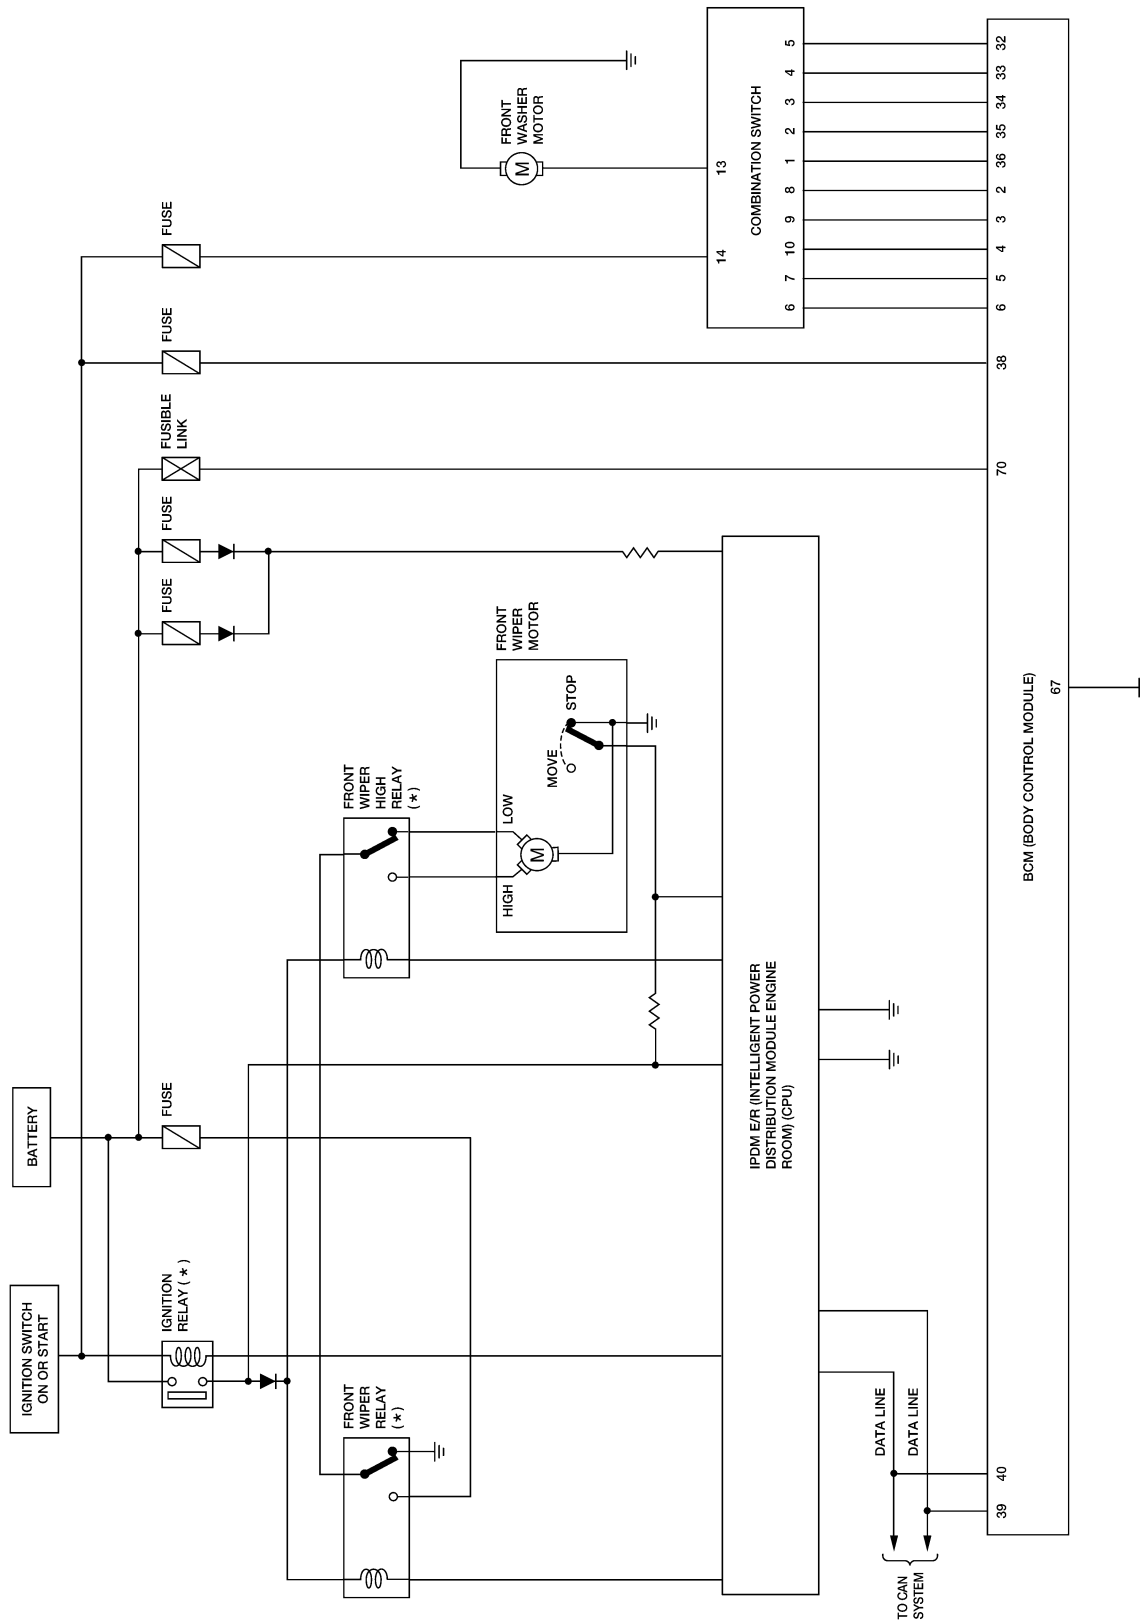 IGNITION SWITCH
ON OR START
BATTERY
IGNITION
RELAY ( * )
FUSE
FUSE
FUSE
FUSIBLE
LINK
FUSE
FUSE
FRONT
WIPER
RELAY
( * )
FRONT
WIPER
HIGH
RELAY
( * )
FRONT
WIPER
MOTOR
HIGH
LOW
M
MOVE
STOP
FRONT
WASHER
MOTOR
M
14
13
COMBINATION SWITCH
6
7
10
9
8
1
2
3
4
5
IPDM E/R (INTELLIGENT POWER
DISTRIBUTION MODULE ENGINE
ROOM) (CPU)
DATA LINE
DATA LINE
TO CAN
SYSTEM
39
40
70
38
6
5
4
3
2
36
35
34
33
32
BCM (BODY CONTROL MODULE)
67